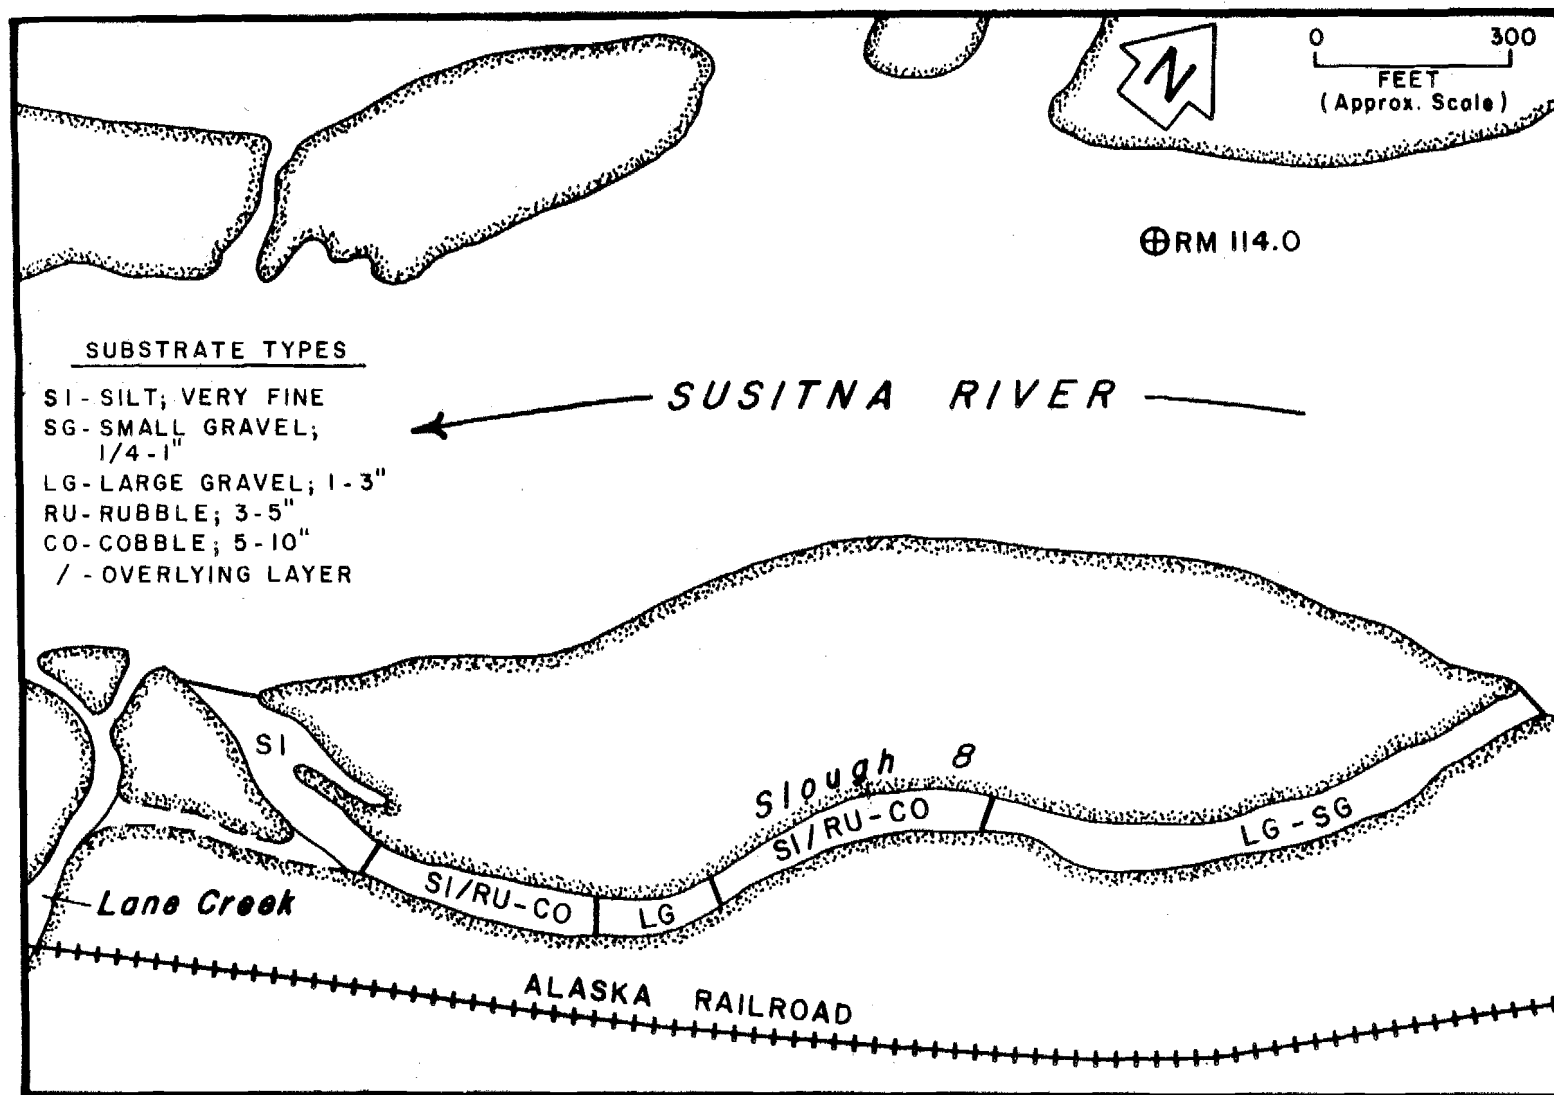 N
0 300
FEET
(Approx. Scale)
⊕RM 114.0
SUBSTRATE TYPES
SI-SILT; VERY FINE
SG-SMALL GRAVEL;
1/4-1"
LG-LARGE GRAVEL; 1-3"
RU-RUBBLE; 3-5"
CO-COBBLE; 5-10"
/ -OVERLYING LAYER
SUSITNA RIVER
SI
Slough 8
SI/RU-CO
LG-SG
SI/RU-CO
LG
Lane Creek
ALASKA RAILROAD